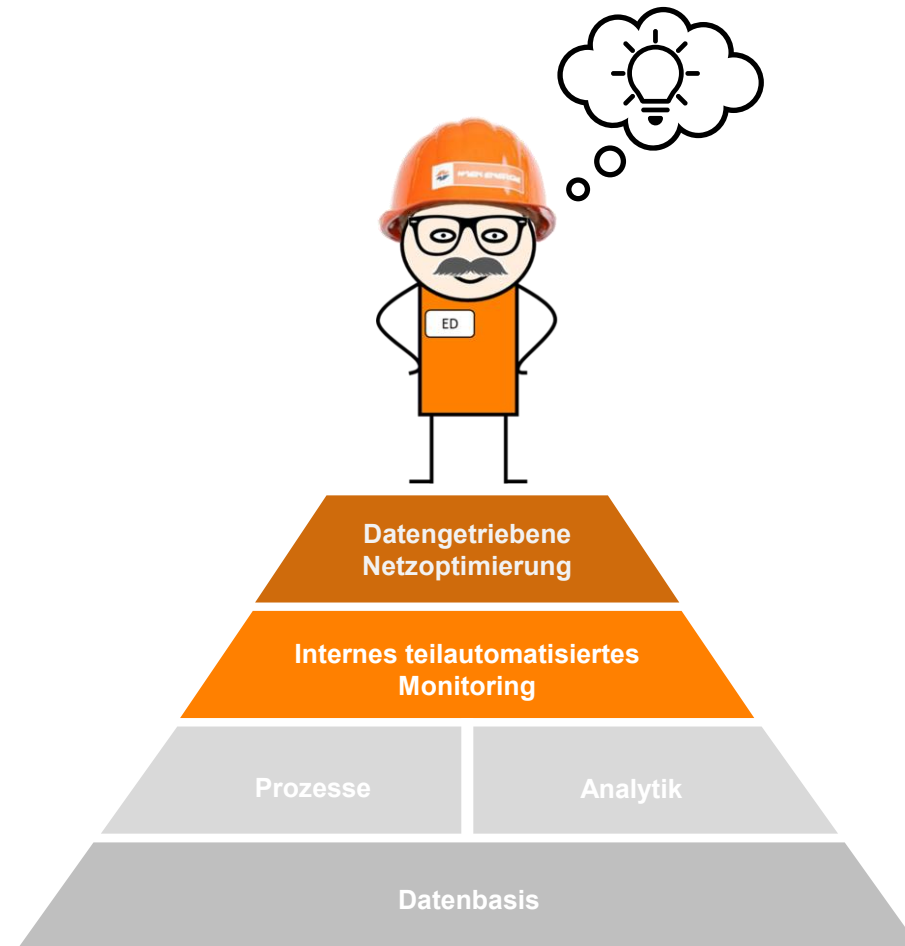 ED
Datengetriebene
Netzoptimierung
Internes teilautomatisiertes
Monitoring
Prozesse
Analytik
Datenbasis